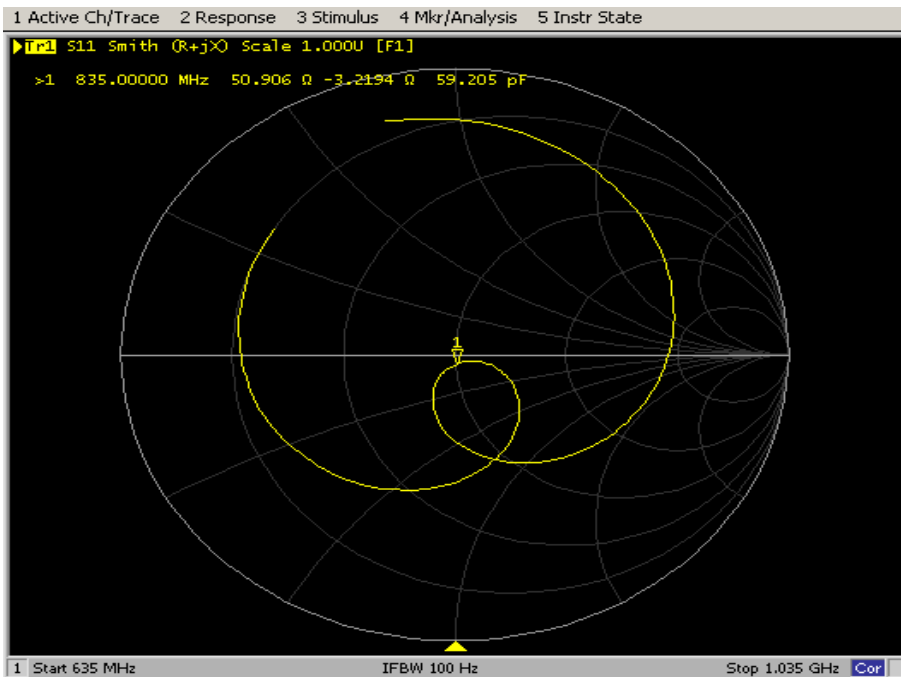 1 Active Ch/Trace 2 Response 3 Stimulus 4 Mkr/Analysis 5 Instr State
Tr1 S11 Smith (R+jX) Scale 1.000U [F1]
>1 835.00000 MHz 50.906 Ω -3.2194 Ω 59.205 pF
1
1 Start 635 MHz IFBW 100 Hz Stop 1.035 GHz Cor